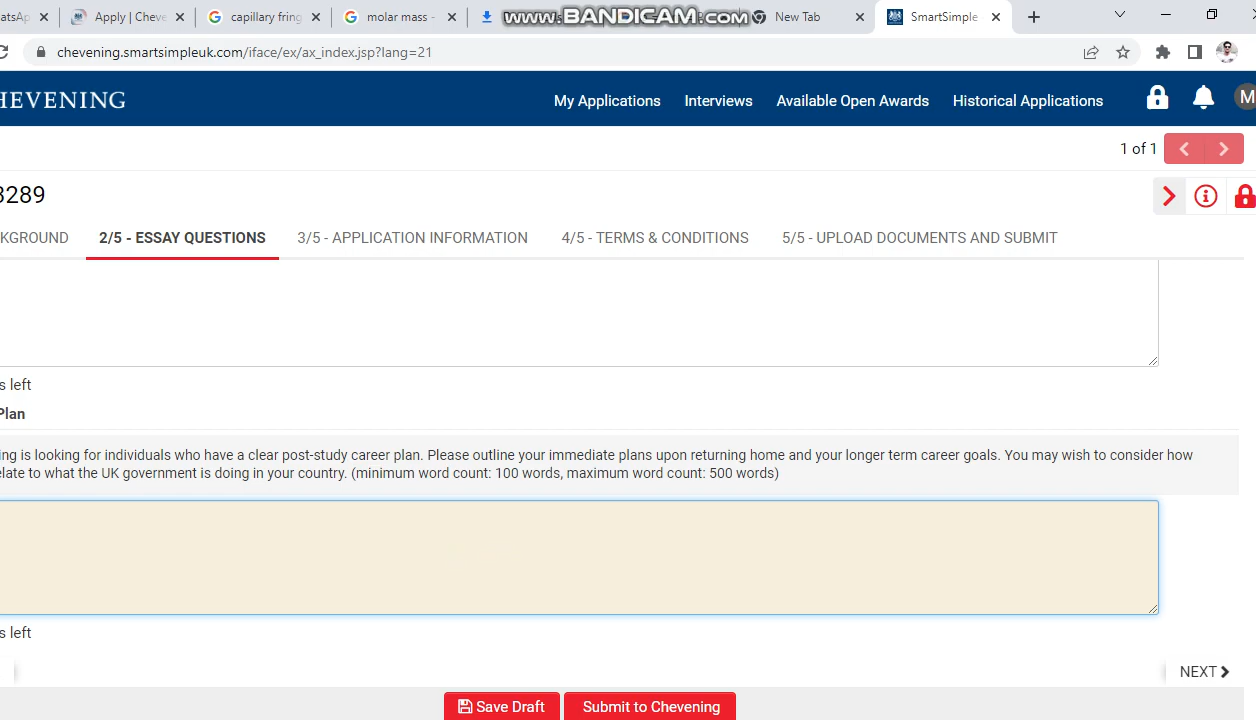 atsAp
Apply | Cheve
capillary fring
molar mass -
www.BANDICAM.com
New Tab
SmartSimple
chevening.smartsimpleuk.com/iface/ex/ax_index.jsp?lang=21
HEVENING
My Applications
Interviews
Available Open Awards
Historical Applications
M
1 of 1
3289
KGROUND
2/5 - ESSAY QUESTIONS
3/5 - APPLICATION INFORMATION
4/5 - TERMS & CONDITIONS
5/5 - UPLOAD DOCUMENTS AND SUBMIT
s left
Plan
ing is looking for individuals who have a clear post-study career plan. Please outline your immediate plans upon returning home and your longer term career goals. You may wish to consider how
elate to what the UK government is doing in your country. (minimum word count: 100 words, maximum word count: 500 words)
s left
NEXT
Save Draft
Submit to Chevening